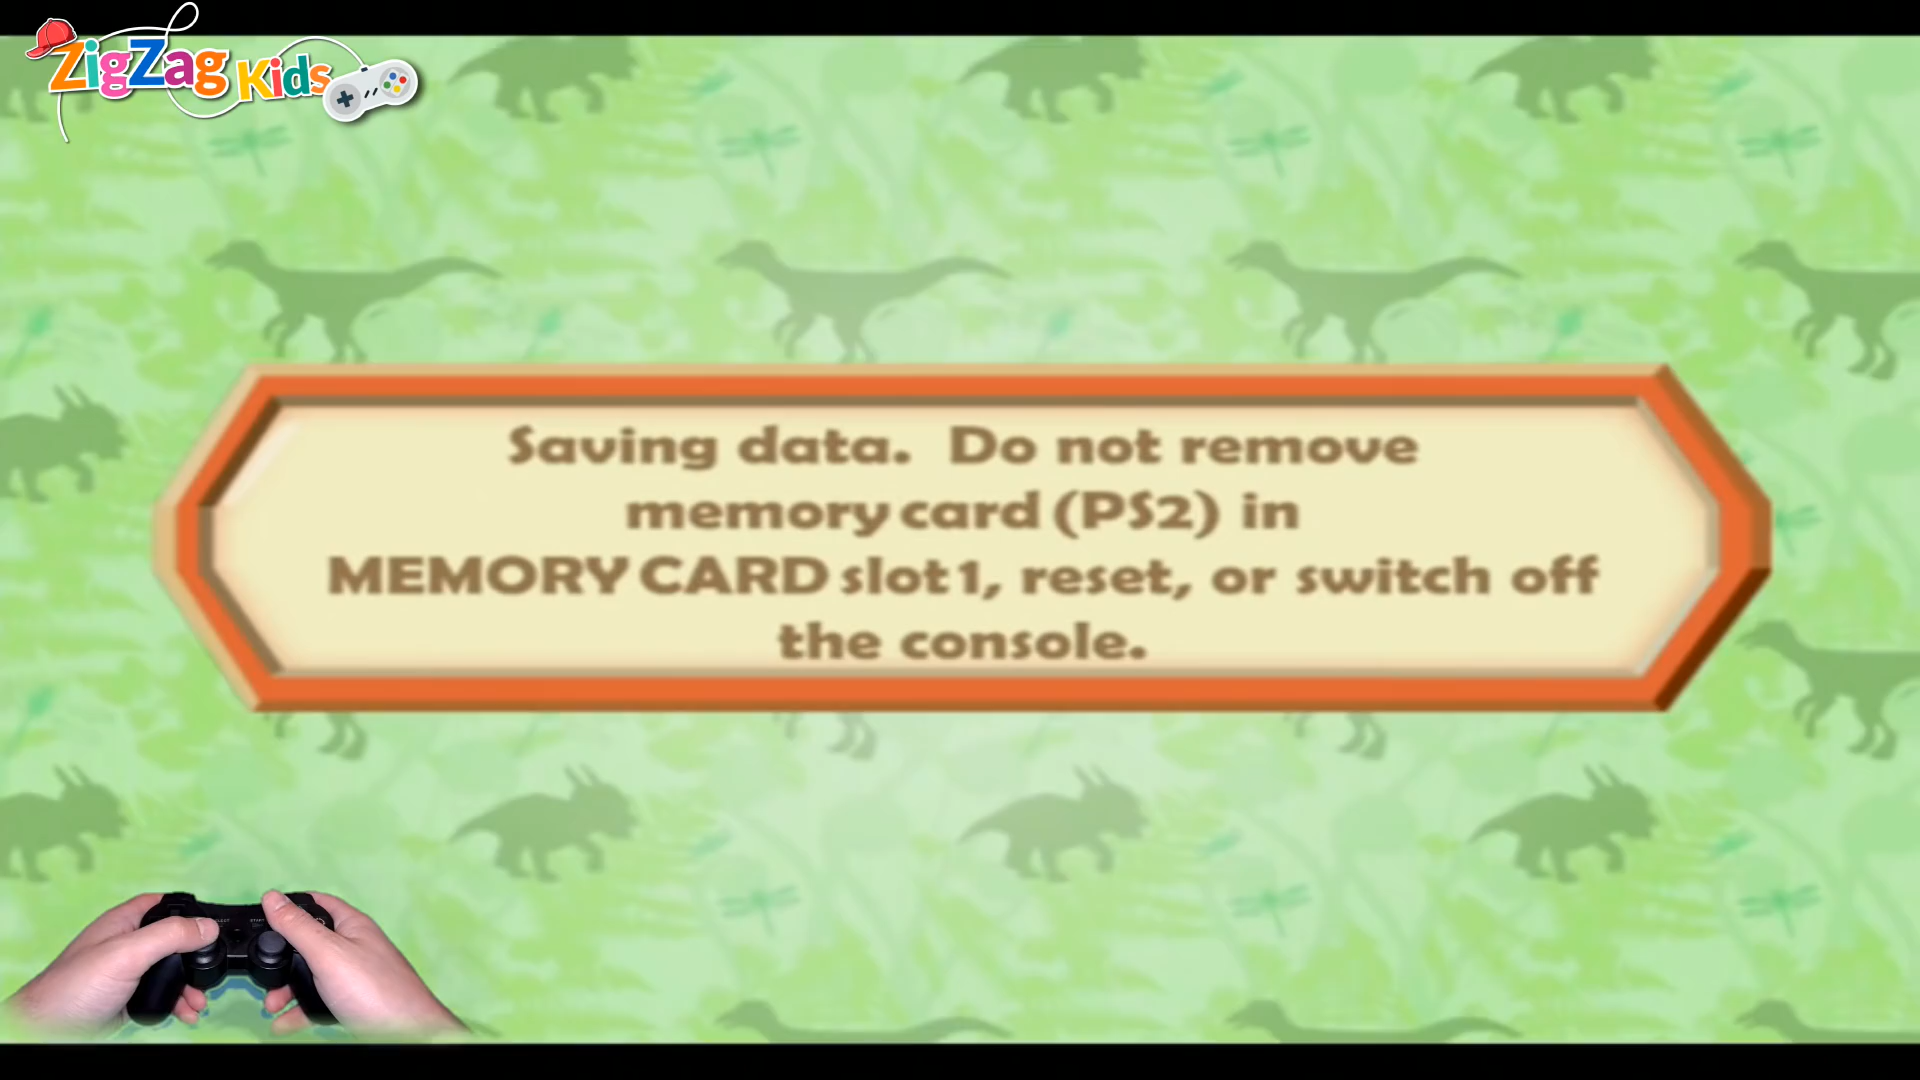 ZigZag Kids
Saving data. Do not remove
memory card (PS2) in
MEMORY CARD slot 1, reset, or switch off
the console.